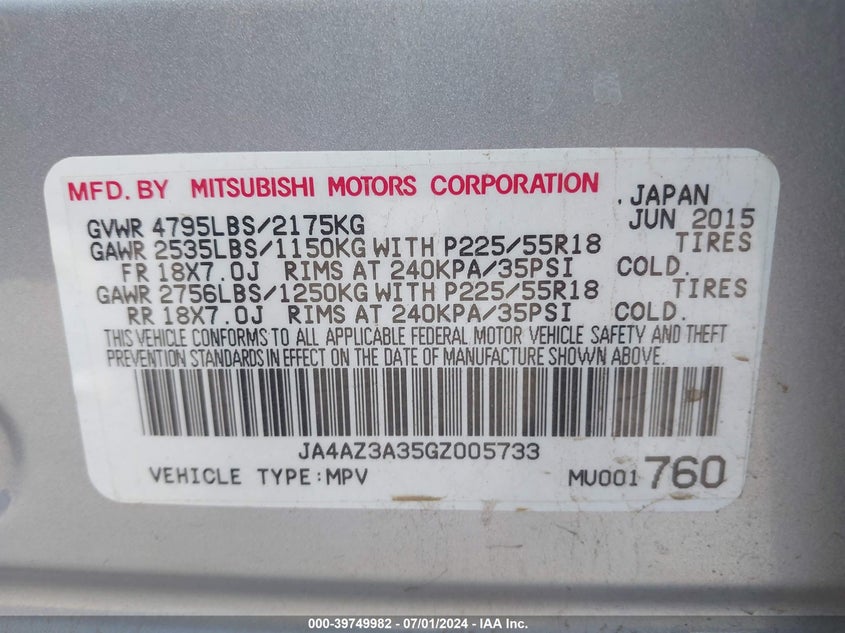 MFD. BY MITSUBISHI MOTORS CORPORATION . JAPAN
GVWR 4795LBS/2175KG JUN 2015
GAWR 2535LBS/1150KG WITH P225/55R18 TIRES
FR 18X7.0J RIMS AT 240KPA/35PSI COLD.
GAWR 2756LBS/1250KG WITH P225/55R18 TIRES
RR 18X7.0J RIMS AT 240KPA/35PSI COLD.
THIS VEHICLE CONFORMS TO ALL APPLICABLE FEDERAL MOTOR VEHICLE SAFETY AND THEFT
PREVENTION STANDARDS IN EFFECT ON THE DATE OF MANUFACTURE SHOWN ABOVE.
JA4AZ3A35GZ005733
VEHICLE TYPE:MPV MU001 760
000-39749982 - 07/01/2024 - IAA Inc.